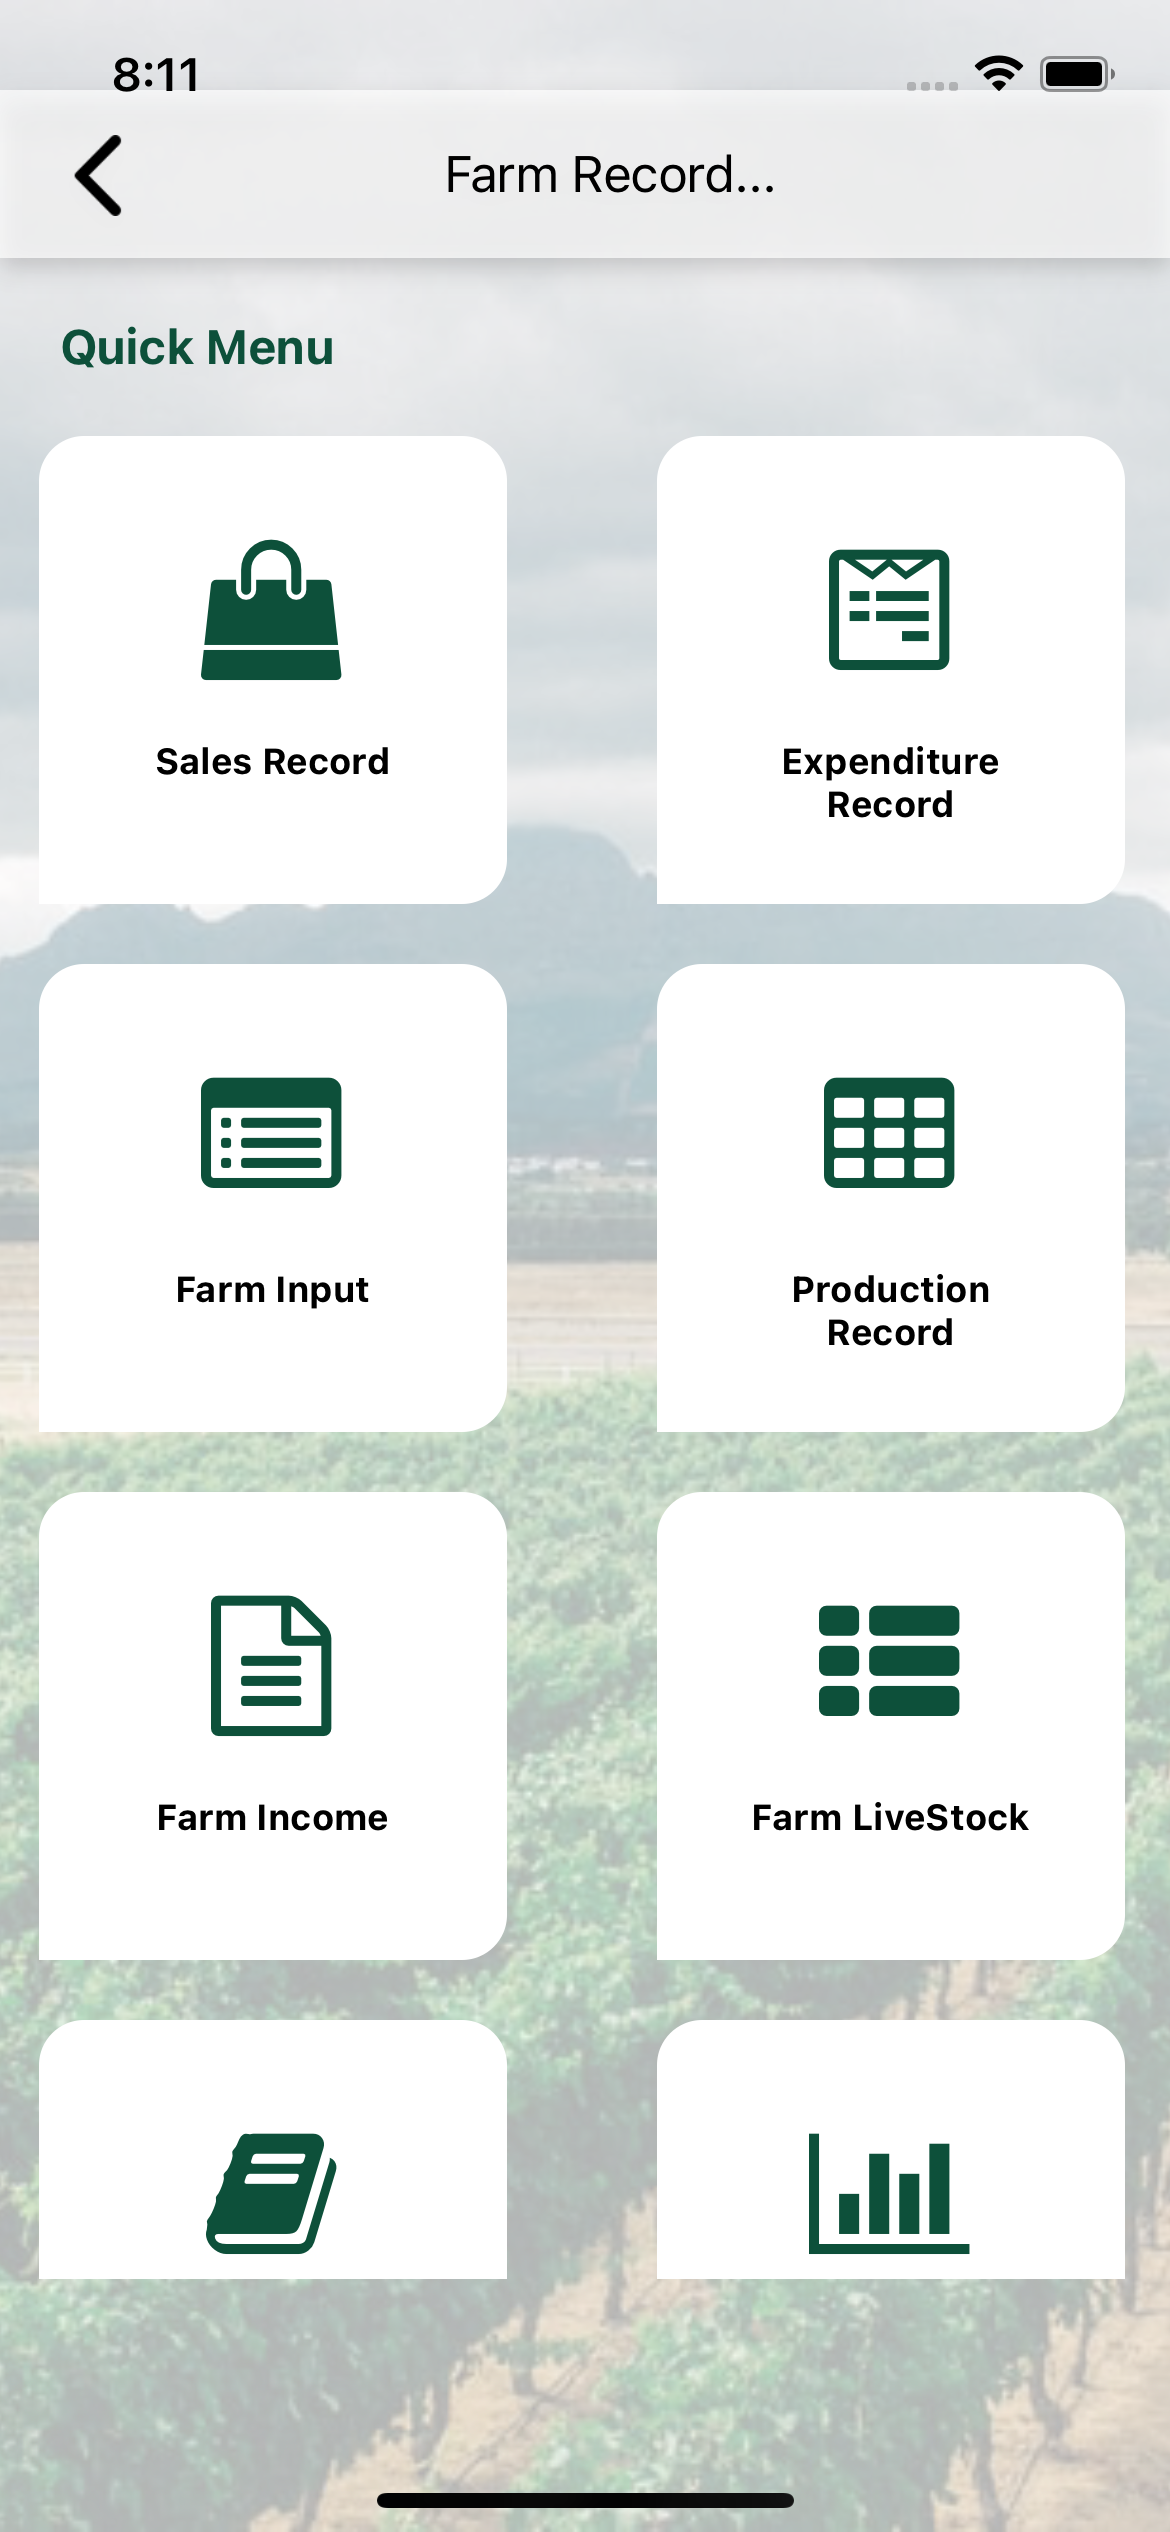 8:11
Farm Record...
Quick Menu
Sales Record
Expenditure
Record
Farm Input
Production
Record
Farm Income
Farm LiveStock